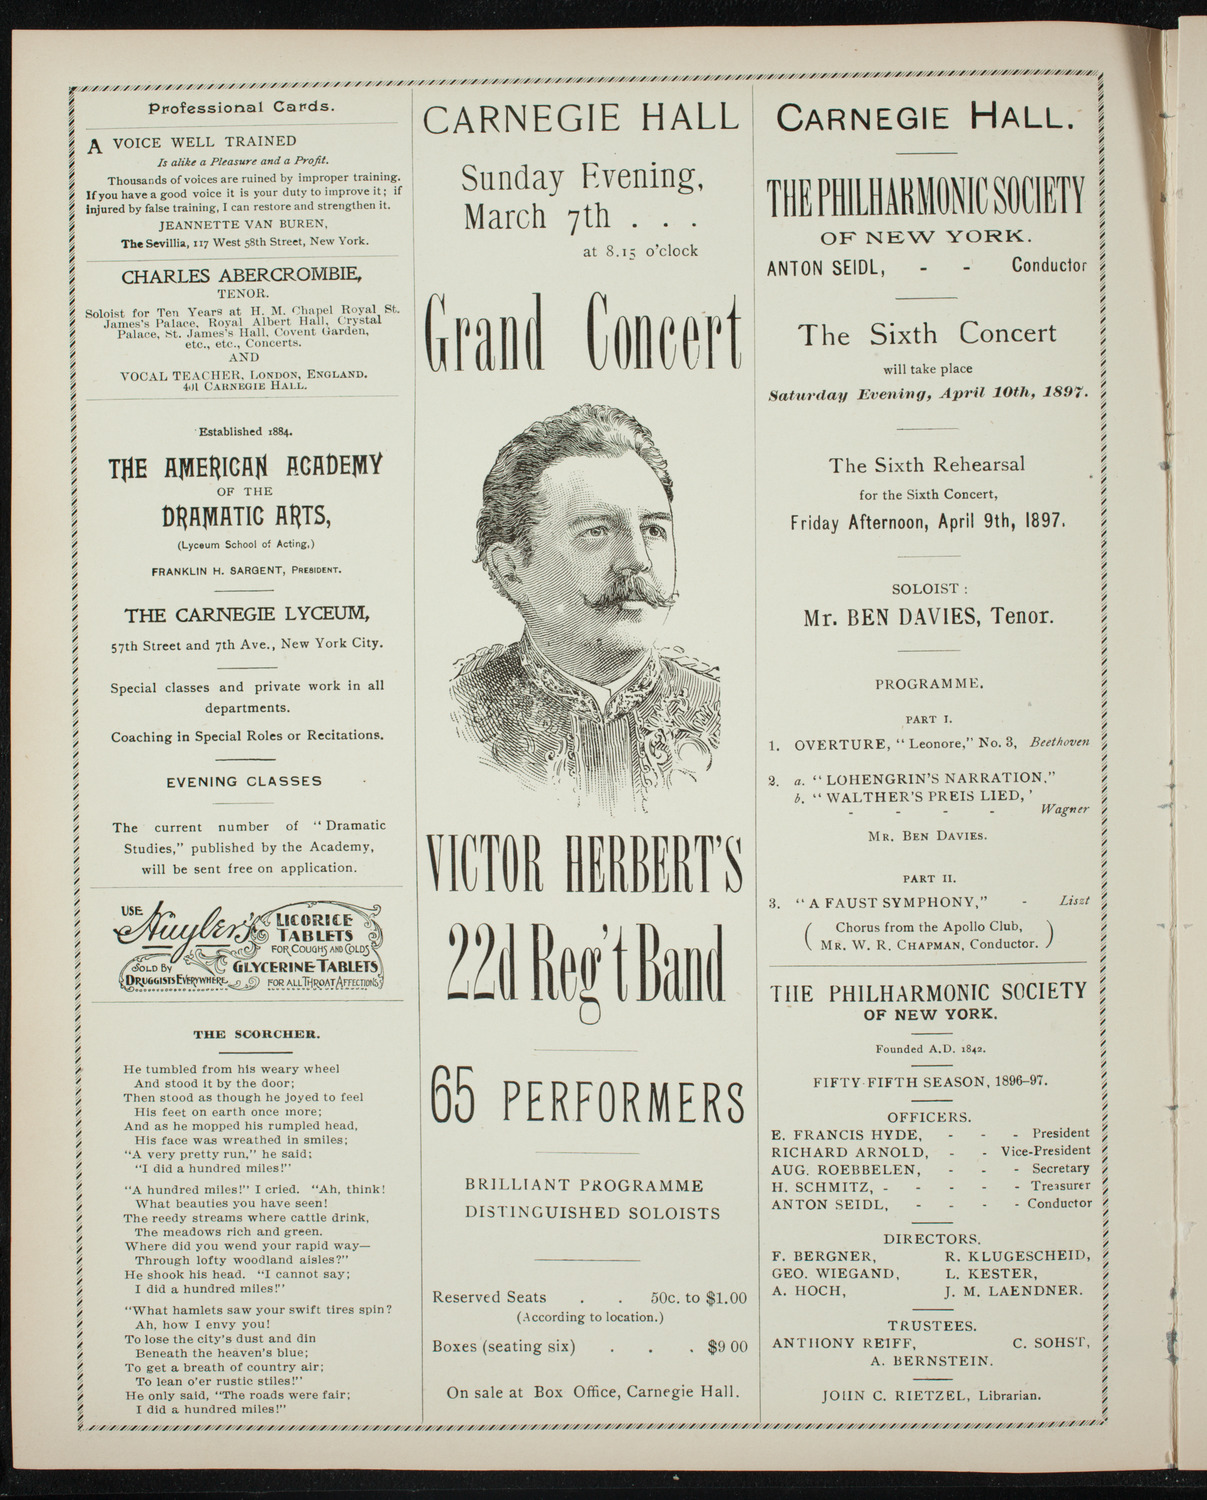 Professional Cards.
A VOICE WELL TRAINED
Is alike a Pleasure and a Profit.
Thousands of voices are ruined by improper training.
If you have a good voice it is your duty to improve it; if
injured by false training, I can restore and strengthen it.
JEANNETTE VAN BUREN,
The Sevillia, 117 West 58th Street, New York.
CHARLES ABERCROMBIE,
TENOR.
Soloist for Ten Years at H. M. Chapel Royal St.
James's Palace, Royal Albert Hall, Crystal
Palace, St. James's Hall, Covent Garden,
etc., etc., Concerts.
AND
VOCAL TEACHER, LONDON, ENGLAND.
401 CARNEGIE HALL.
Established 1884.
THE AMERICAN ACADEMY
OF THE
DRAMATIC ARTS,
(Lyceum School of Acting,)
FRANKLIN H. SARGENT, PRESIDENT.
THE CARNEGIE LYCEUM,
57th Street and 7th Ave., New York City.
Special classes and private work in all
departments.
Coaching in Special Roles or Recitations.
EVENING CLASSES
The current number of "Dramatic
Studies," published by the Academy,
will be sent free on application.
USE Huyler's LICORICE
TABLETS
FOR COUGHS AND COLDS
SOLD BY
DRUGGISTS EVERYWHERE.
GLYCERINE TABLETS
FOR ALL THROAT AFFECTIONS
THE SCORCHER.
He tumbled from his weary wheel
And stood it by the door;
Then stood as though he joyed to feel
His feet on earth once more;
And as he mopped his rumpled head,
His face was wreathed in smiles;
"A very pretty run," he said;
"I did a hundred miles!"
"A hundred miles!" I cried. "Ah, think!
What beauties you have seen!
The reedy streams where cattle drink,
The meadows rich and green.
Where did you wend your rapid way—
Through lofty woodland aisles?"
He shook his head. "I cannot say;
I did a hundred miles!"
"What hamlets saw your swift tires spin?
Ah, how I envy you!
To lose the city's dust and din
Beneath the heaven's blue;
To get a breath of country air;
To lean o'er rustic stiles!"
He only said, "The roads were fair;
I did a hundred miles!"
CARNEGIE HALL
Sunday Evening,
March 7th . . .
at 8.15 o'clock
Grand Concert
VICTOR HERBERT'S
22d Reg't Band
65 PERFORMERS
BRILLIANT PROGRAMME
DISTINGUISHED SOLOISTS
Reserved Seats . . 50c. to $1.00
(According to location.)
Boxes (seating six) . . . $9 00
On sale at Box Office, Carnegie Hall.
CARNEGIE HALL.
THE PHILHARMONIC SOCIETY
OF NEW YORK.
ANTON SEIDL, - - Conductor
The Sixth Concert
will take place
Saturday Evening, April 10th, 1897.
The Sixth Rehearsal
for the Sixth Concert,
Friday Afternoon, April 9th, 1897.
SOLOIST:
Mr. BEN DAVIES, Tenor.
PROGRAMME.
PART I.
1. OVERTURE, "Leonore," No. 3, Beethoven
2. a. "LOHENGRIN'S NARRATION,"
b. "WALTHER'S PREIS LIED,'
- - - - Wagner
MR. BEN DAVIES.
PART II.
3. "A FAUST SYMPHONY," - Liszt
( Chorus from the Apollo Club,
MR. W. R. CHAPMAN, Conductor. )
THE PHILHARMONIC SOCIETY
OF NEW YORK.
Founded A.D. 1842.
FIFTY-FIFTH SEASON, 1896-97.
OFFICERS.
E. FRANCIS HYDE, - - - President
RICHARD ARNOLD, - - Vice-President
AUG. ROEBBELEN, - - - Secretary
H. SCHMITZ, - - - - - Treasurer
ANTON SEIDL, - - - - Conductor
DIRECTORS.
F. BERGNER, R. KLUGESCHEID,
GEO. WIEGAND, L. KESTER,
A. HOCH, J. M. LAENDNER.
TRUSTEES.
ANTHONY REIFF, C. SOHST,
A. BERNSTEIN.
JOHN C. RIETZEL, Librarian.